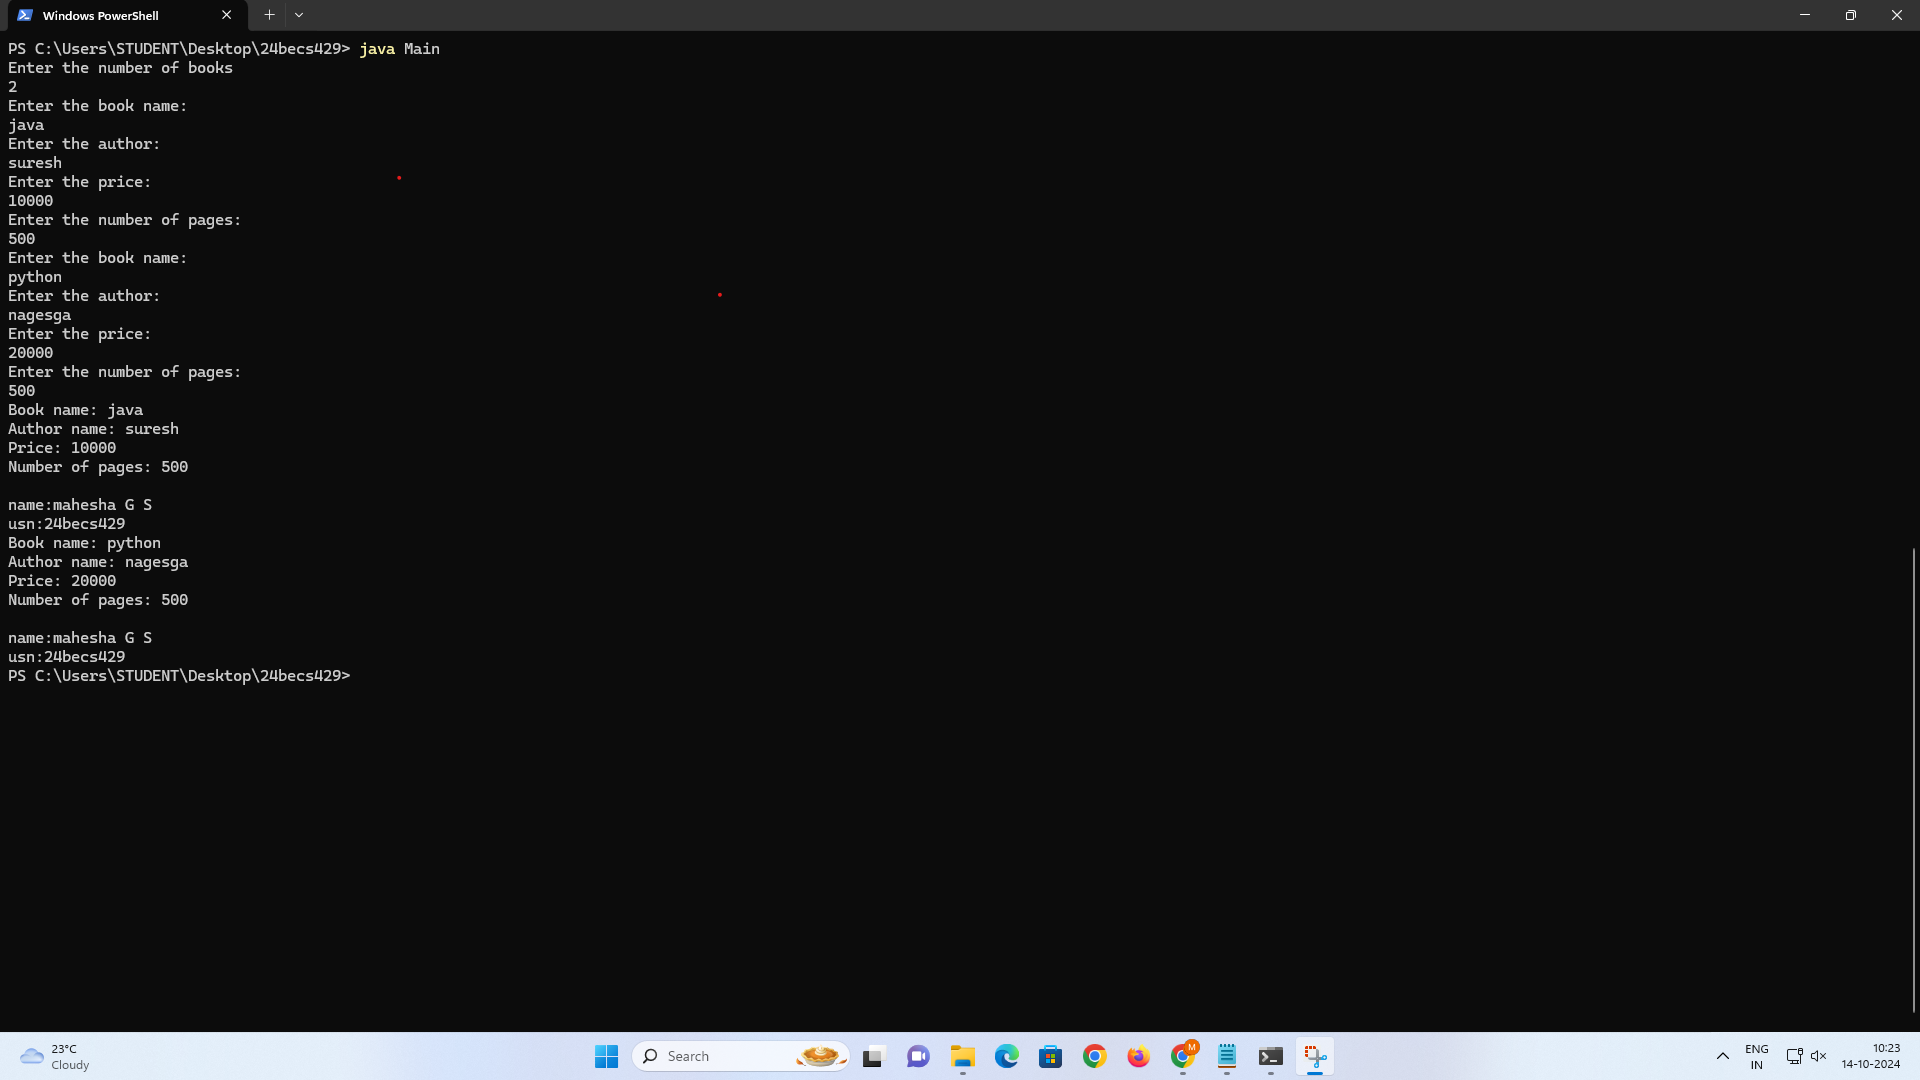 Windows PowerShell
PS C:\Users\STUDENT\Desktop\24becs429> java Main
Enter the number of books
2
Enter the book name:
java
Enter the author:
suresh
Enter the price:
10000
Enter the number of pages:
500
Enter the book name:
python
Enter the author:
nagesga
Enter the price:
20000
Enter the number of pages:
500
Book name: java
Author name: suresh
Price: 10000
Number of pages: 500
name:mahesha G S
usn:24becs429
Book name: python
Author name: nagesga
Price: 20000
Number of pages: 500
name:mahesha G S
usn:24becs429
PS C:\Users\STUDENT\Desktop\24becs429>
23°C
Cloudy
Search
M
ENG
IN
10:23
14-10-2024